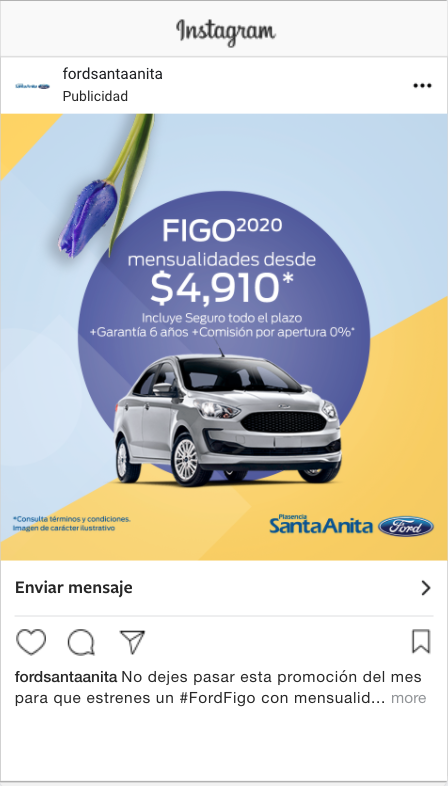 Instagram
fordsantaanita
Publicidad
FIGO 2020
mensualidades desde
$4,910*
Incluye Seguro todo el plazo
+Garantía 6 años +Comisión por apertura 0%*
*Consulta términos y condiciones.
Imagen de carácter ilustrativo
Plasencia
SantaAnita Ford
Enviar mensaje
fordsantaanita No dejes pasar esta promoción del mes
para que estrenes un #FordFigo con mensualid... more